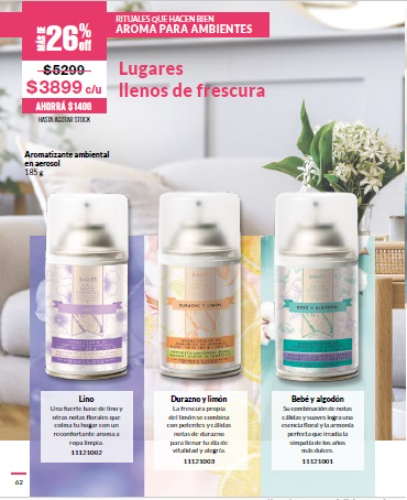 MÁS DE 26% off
RITUALES QUE HACEN BIEN
AROMA PARA AMBIENTES
$5299
$3899 c/u
AHORRÁ $1400
HASTA AGOTAR STOCK
Lugares
llenos de frescura
Aromatizante ambiental
en aerosol
185 g
DURAZNO Y LIMÓN
BEBÉ Y ALGODÓN
Lino
Una fuerte base de lino y
otras notas florales que
colma tu hogar con un
reconfortante aroma a
ropa limpia.
11121002
Durazno y limón
La frescura propia
del limón se combina
con potentes y cálidas
notas de durazno
para llenar tu día de
vitalidad y alegría.
11121003
Bebé y algodón
Su combinación de notas
cálidas y suaves logra una
esencia floral y la armonía
perfecta que irradia la
simpatía de los años
más dulces.
11121001
62